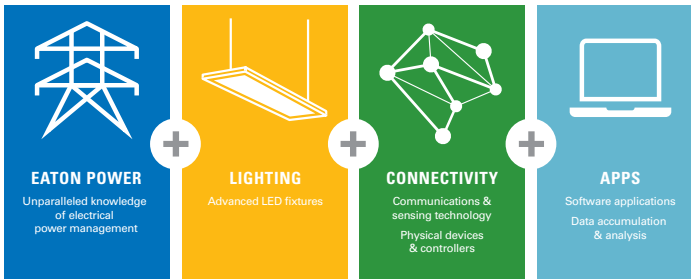 EATON POWER
Unparalleled knowledge
of electrical
power management
LIGHTING
Advanced LED fixtures
CONNECTIVITY
Communications &
sensing technology
Physical devices
& controllers
APPS
Software applications
Data accumulation
& analysis